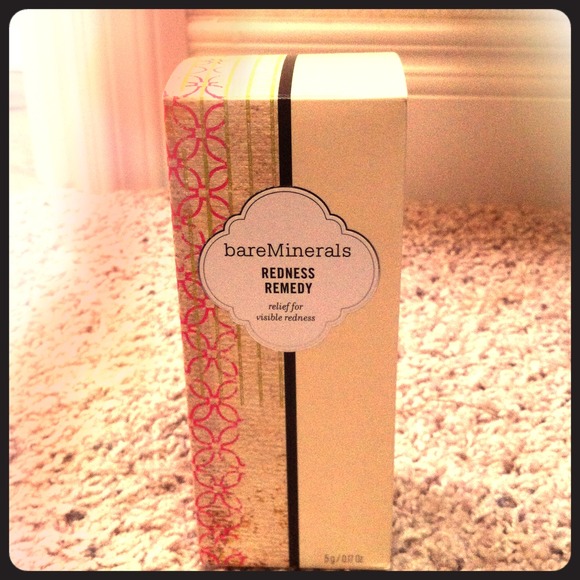 bareMinerals
REDNESS
REMEDY
relief for
visible redness
5g/0.17 Oz